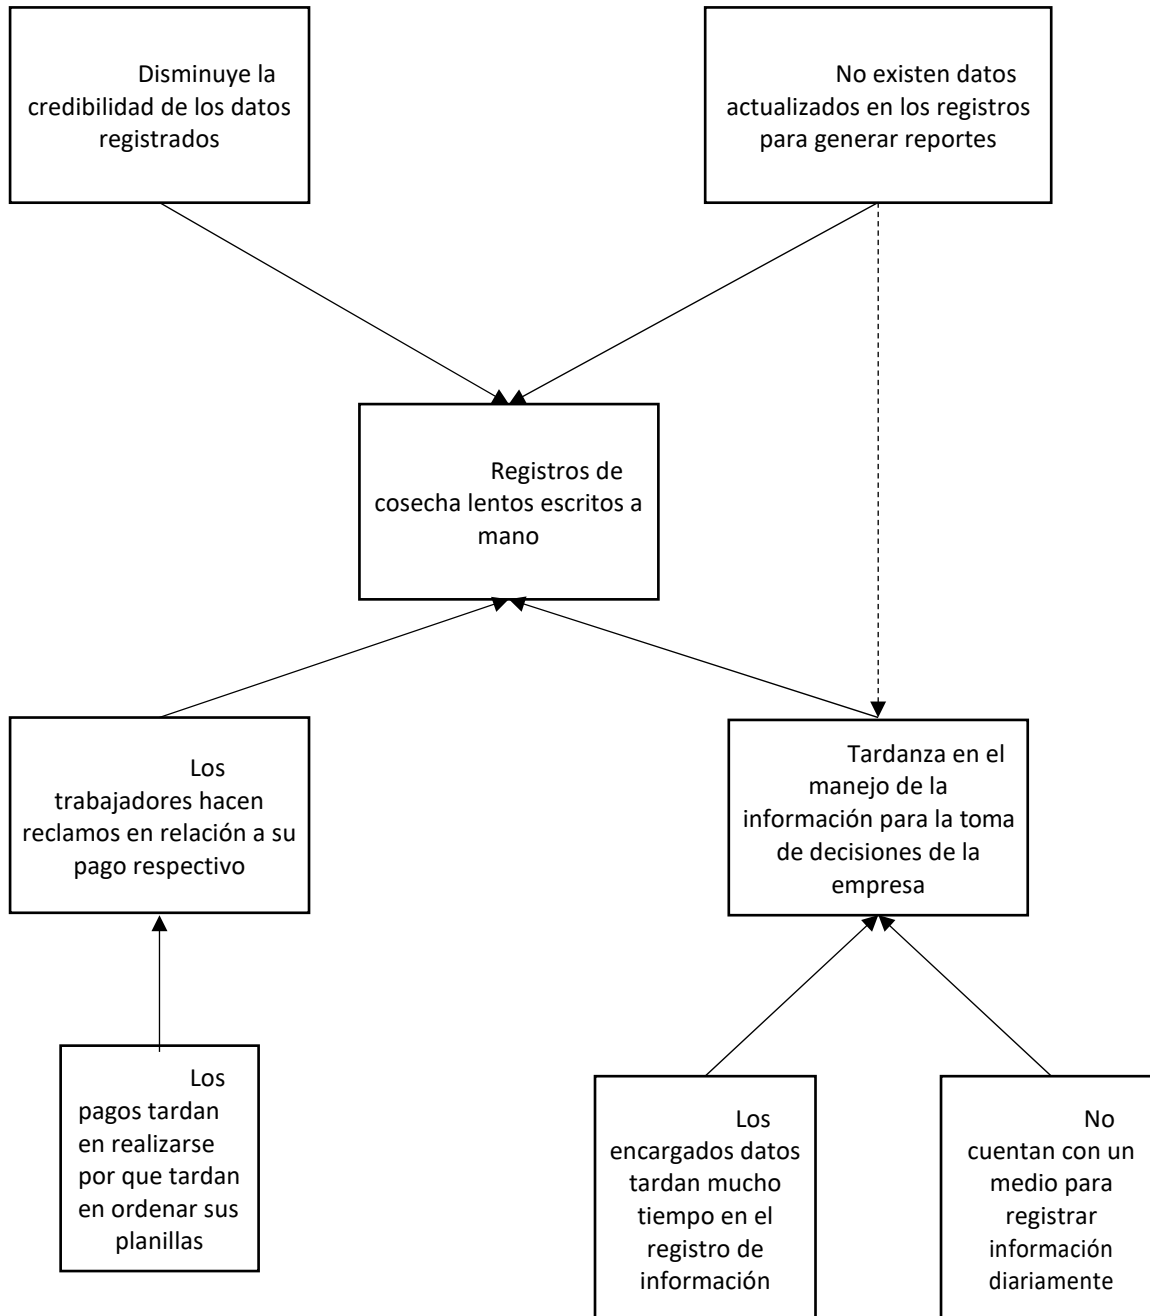 Disminuye la
credibilidad de los datos
registrados
No existen datos
actualizados en los registros
para generar reportes
Registros de
cosecha lentos escritos a
mano
Los
trabajadores hacen
reclamos en relación a su
pago respectivo
Tardanza en el
manejo de la
información para la toma
de decisiones de la
empresa
Los
pagos tardan
en realizarse
por que tardan
en ordenar sus
planillas
Los
encargados datos
tardan mucho
tiempo en el
registro de
información
No
cuentan con un
medio para
registrar
información
diariamente